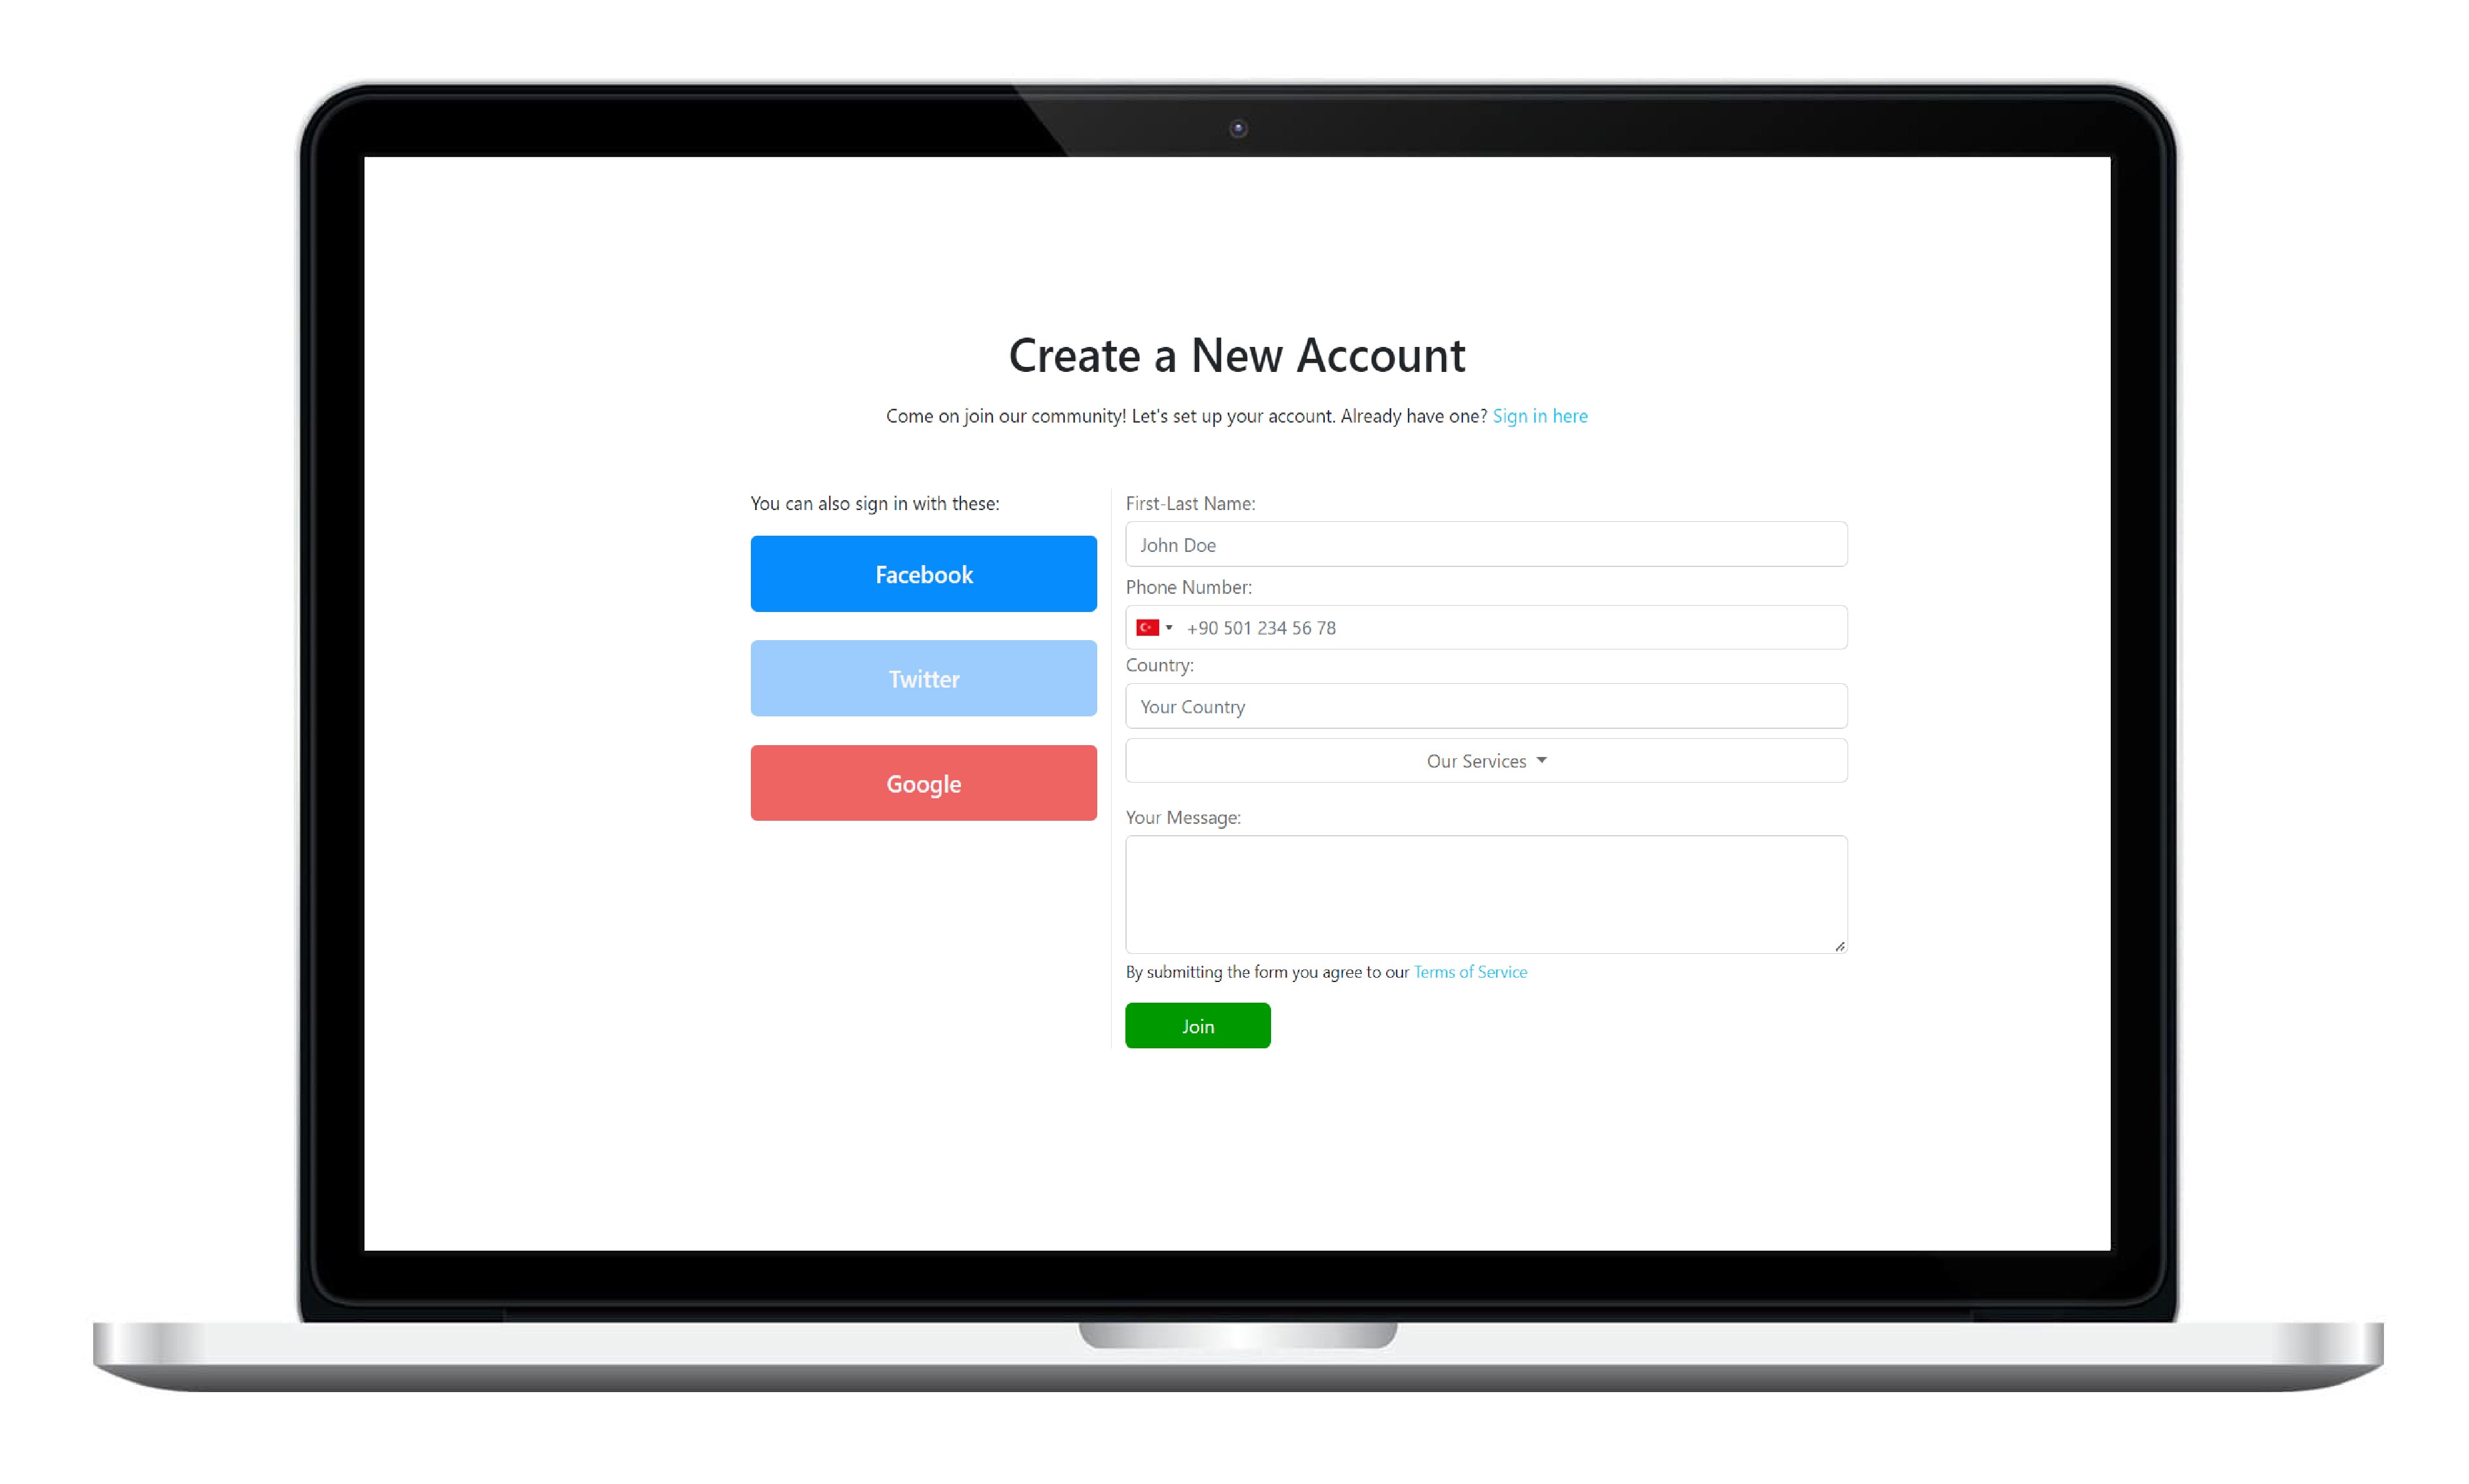 Create a New Account
Come on join our community! Let's set up your account. Already have one? Sign in here
You can also sign in with these:
Facebook
Twitter
Google
First-Last Name:
John Doe
Phone Number:
+90 501 234 56 78
Country:
Your Country
Our Services
Your Message:
By submitting the form you agree to our Terms of Service
Join